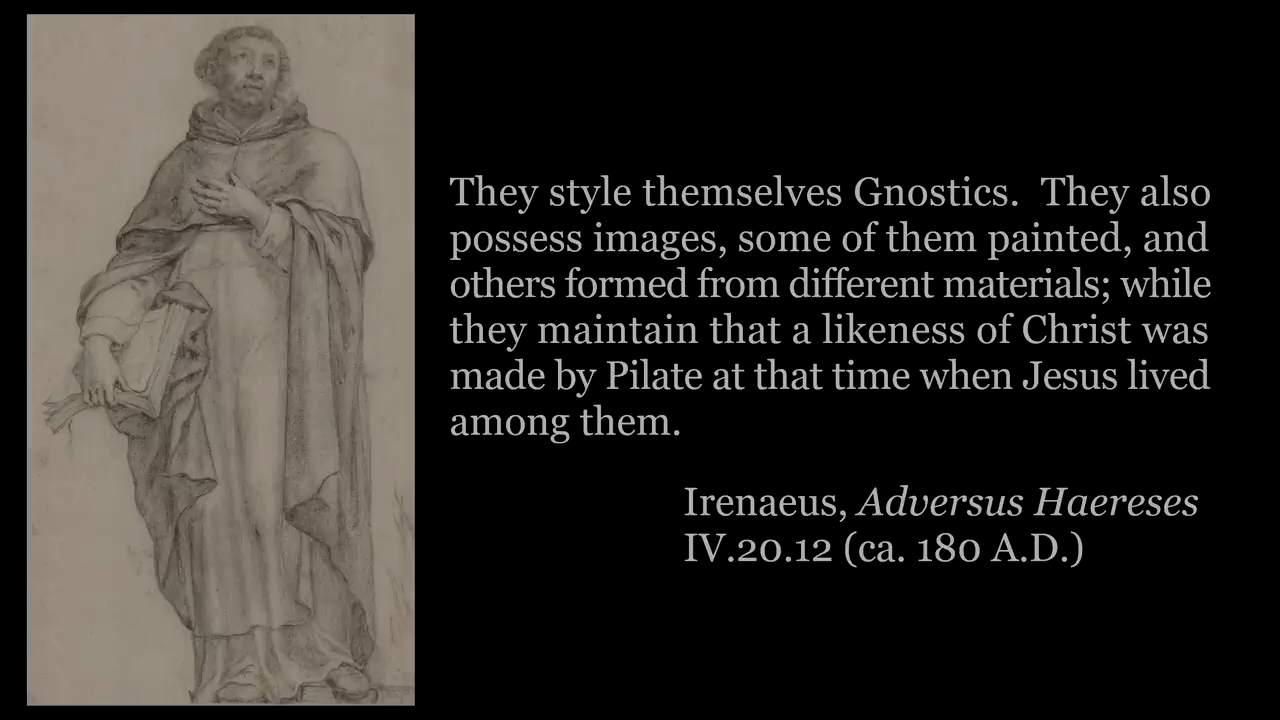 They style themselves Gnostics.  They also
possess images, some of them painted, and
others formed from different materials; while
they maintain that a likeness of Christ was
made by Pilate at that time when Jesus lived
among them.
Irenaeus, Adversus Haereses
IV.20.12 (ca. 180 A.D.)